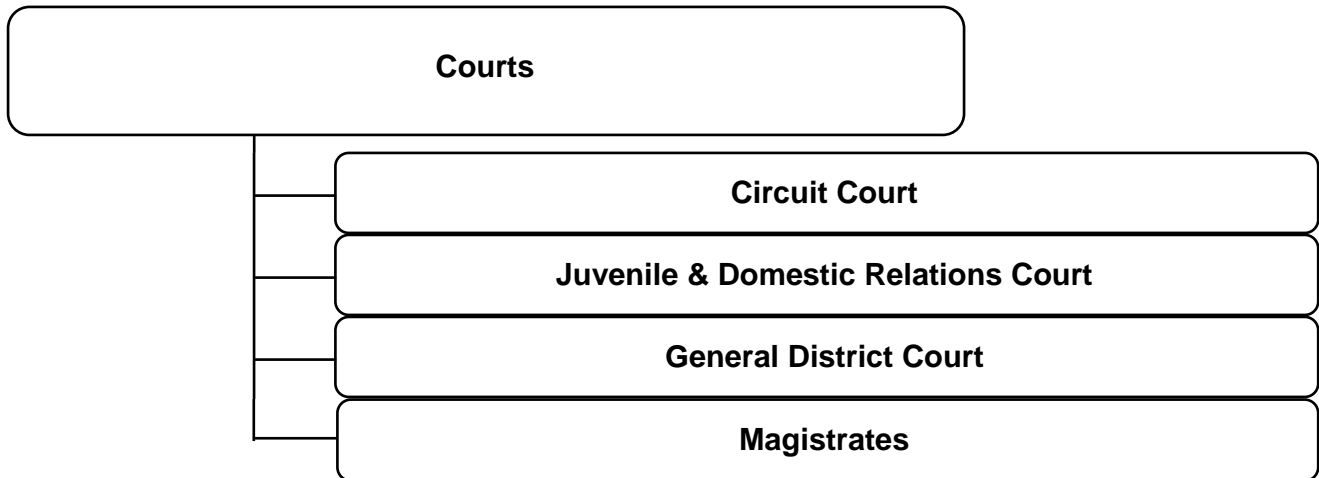 Courts
Circuit Court
Juvenile & Domestic Relations Court
General District Court
Magistrates